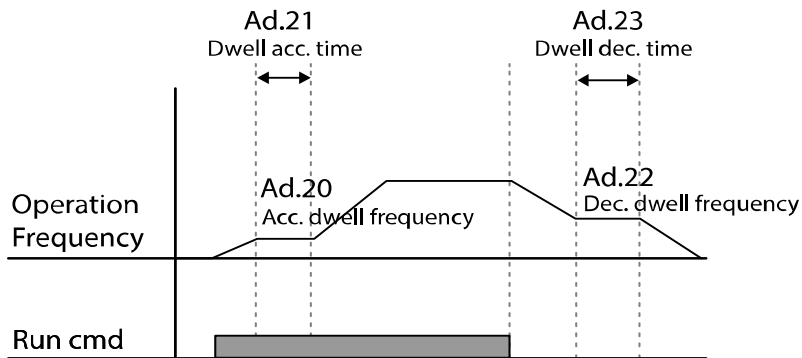 Ad.21
Dwell acc. time
Ad.23
Dwell dec. time
Ad.20
Acc. dwell frequency
Ad.22
Dec. dwell frequency
Operation
Frequency
Run cmd